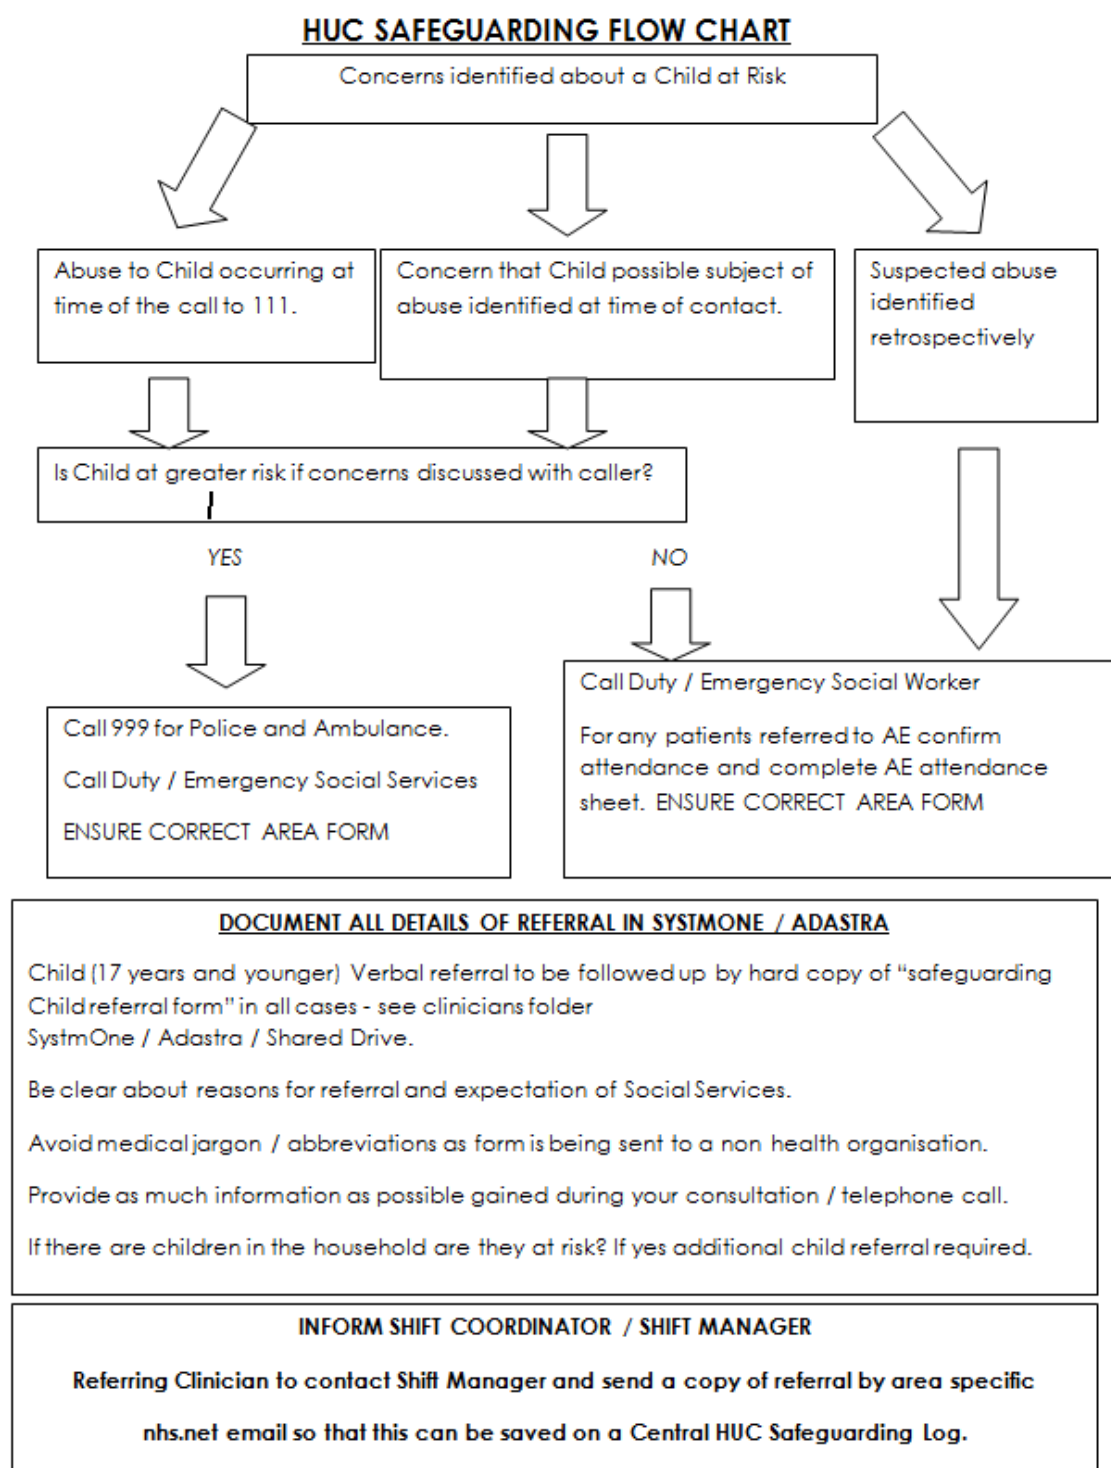 HUC SAFEGUARDING FLOW CHART
Concerns identified about a Child at Risk
Abuse to Child occurring at
time of the call to 111.
Concern that Child possible subject of
abuse identified at time of contact.
Suspected abuse
identified
retrospectively
Is Child at greater risk if concerns discussed with caller?
YES
NO
Call 999 for Police and Ambulance.
Call Duty / Emergency Social Services
ENSURE CORRECT AREA FORM
Call Duty / Emergency Social Worker
For any patients referred to AE confirm
attendance and complete AE attendance
sheet. ENSURE CORRECT AREA FORM
DOCUMENT ALL DETAILS OF REFERRAL IN SYSTMONE / ADASTRA
Child (17 years and younger) Verbal referral to be followed up by hard copy of “safeguarding
Child referral form” in all cases - see clinicians folder
SystmOne / Adastra / Shared Drive.
Be clear about reasons for referral and expectation of Social Services.
Avoid medical jargon / abbreviations as form is being sent to a non health organisation.
Provide as much information as possible gained during your consultation / telephone call.
If there are children in the household are they at risk? If yes additional child referral required.
INFORM SHIFT COORDINATOR / SHIFT MANAGER
Referring Clinician to contact Shift Manager and send a copy of referral by area specific
nhs.net email so that this can be saved on a Central HUC Safeguarding Log.